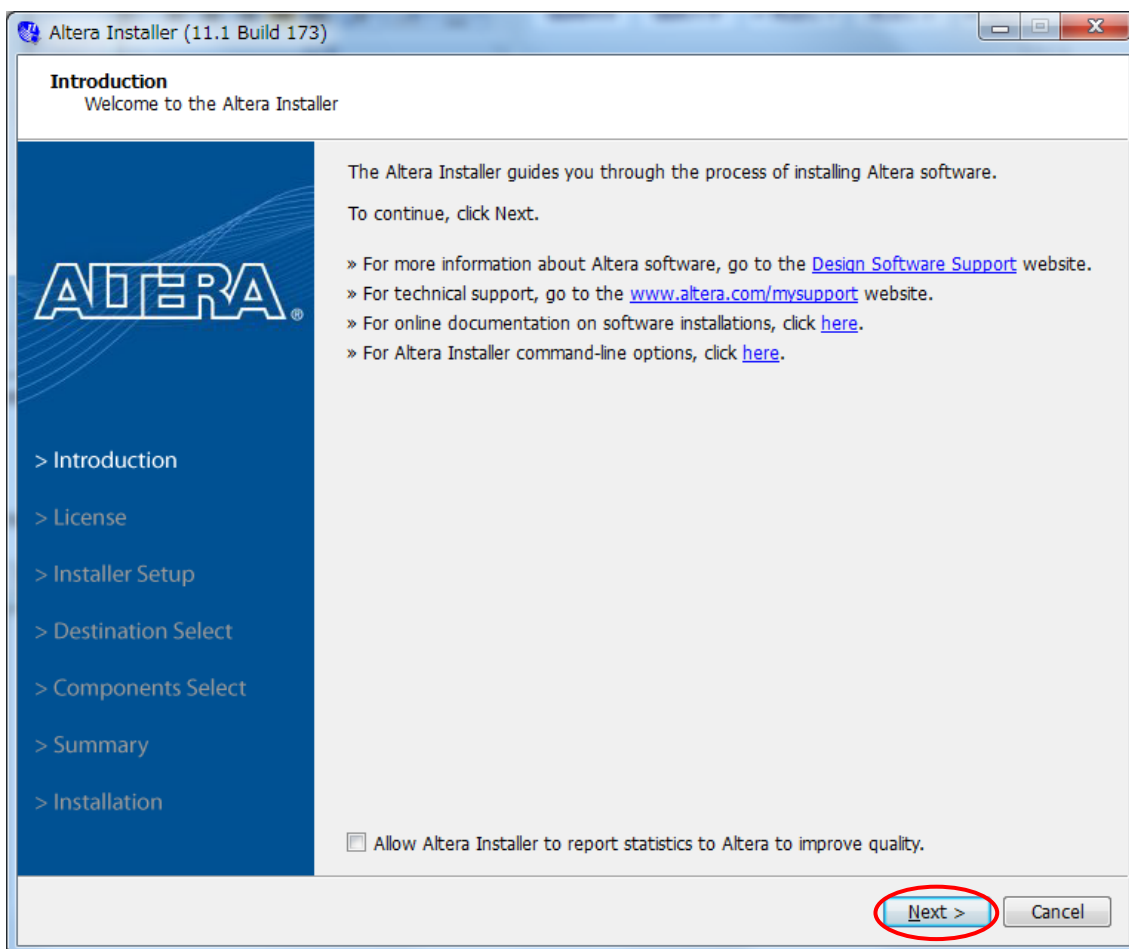 Altera Installer (11.1 Build 173)
Introduction
Welcome to the Altera Installer
The Altera Installer guides you through the process of installing Altera software.
To continue, click Next.
» For more information about Altera software, go to the Design Software Support website.
» For technical support, go to the www.altera.com/mysupport website.
» For online documentation on software installations, click here.
» For Altera Installer command-line options, click here.
ALTERA®
> Introduction
> License
> Installer Setup
> Destination Select
> Components Select
> Summary
> Installation
Allow Altera Installer to report statistics to Altera to improve quality.
Next >
Cancel